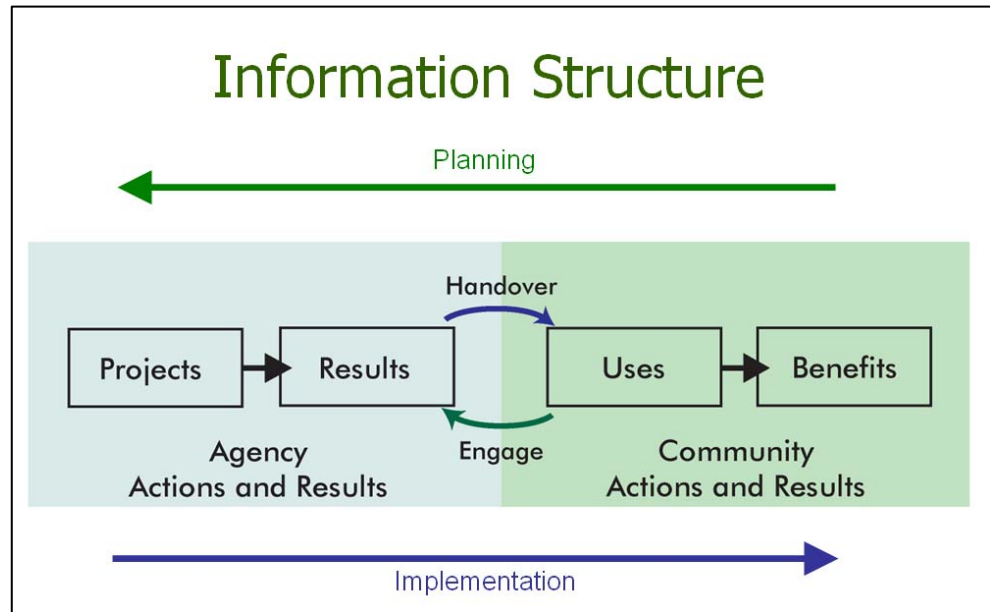 Information Structure
Planning
Handover
Projects
Results
Uses
Benefits
Engage
Agency
Actions and Results
Community
Actions and Results
Implementation